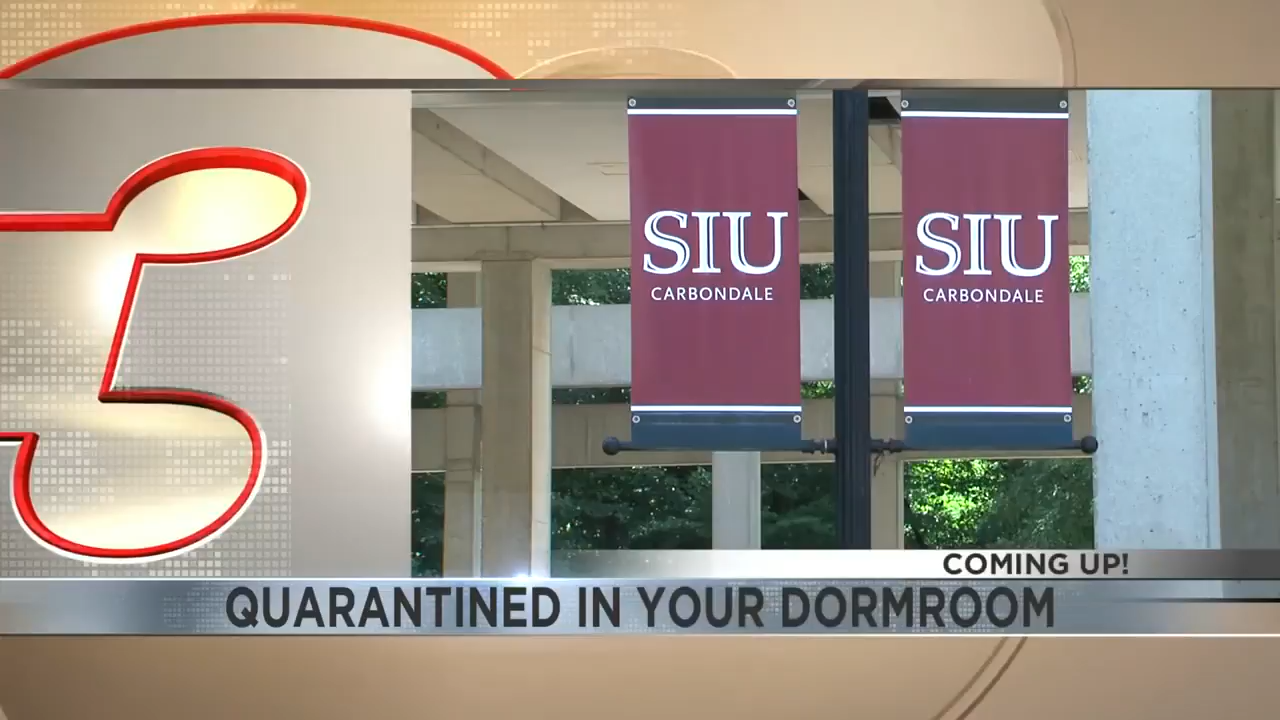 SIU
CARBONDALE
SIU
CARBONDALE
COMING UP!
QUARANTINED IN YOUR DORMROOM